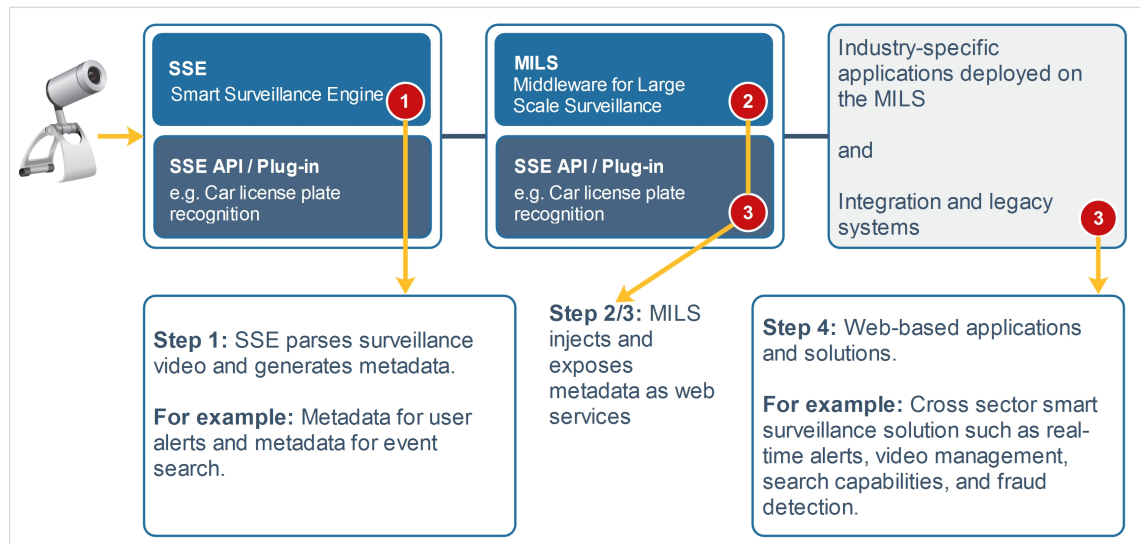 SSE
Smart Surveillance Engine
1
SSE API / Plug-in
e.g. Car license plate
recognition
MILS
Middleware for Large
Scale Surveillance
2
SSE API / Plug-in
e.g. Car license plate
recognition
3
Industry-specific
applications deployed on
the MILS
and
Integration and legacy
systems
3
Step 1: SSE parses surveillance
video and generates metadata.
For example: Metadata for user
alerts and metadata for event
search.
Step 2/3: MILS
injects and
exposes
metadata as web
services
Step 4: Web-based applications
and solutions.
For example: Cross sector smart
surveillance solution such as real-
time alerts, video management,
search capabilities, and fraud
detection.